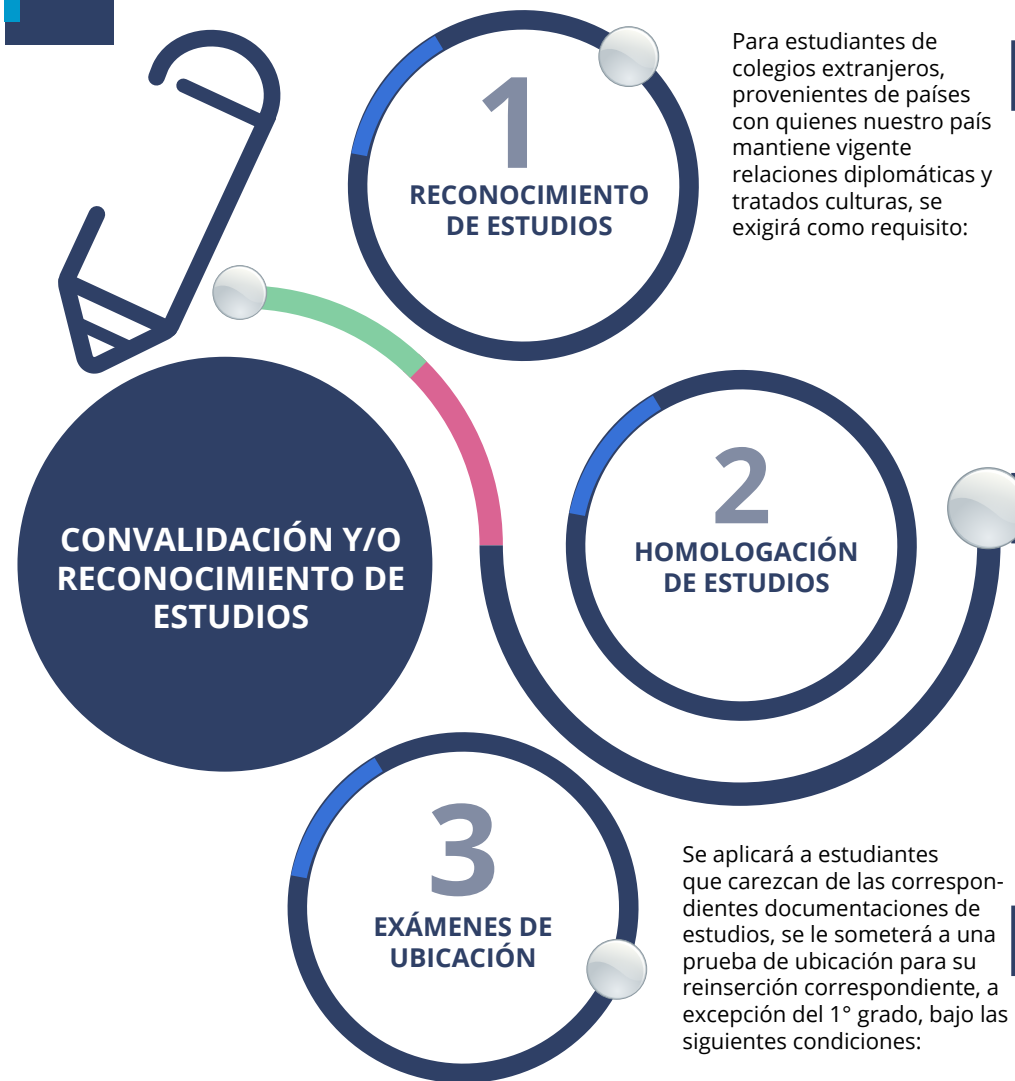 1
RECONOCIMIENTO
DE ESTUDIOS
Para estudiantes de
colegios extranjeros,
provenientes de países
con quienes nuestro país
mantiene vigente
relaciones diplomáticas y
tratados culturas, se
exigirá como requisito:
CONVALIDACIÓN Y/O
RECONOCIMIENTO DE
ESTUDIOS
2
HOMOLOGACIÓN
DE ESTUDIOS
3
EXÁMENES DE
UBICACIÓN
Se aplicará a estudiantes
que carezcan de las correspon-
dientes documentaciones de
estudios, se le someterá a una
prueba de ubicación para su
reinserción correspondiente, a
excepción del 1° grado, bajo las
siguientes condiciones: